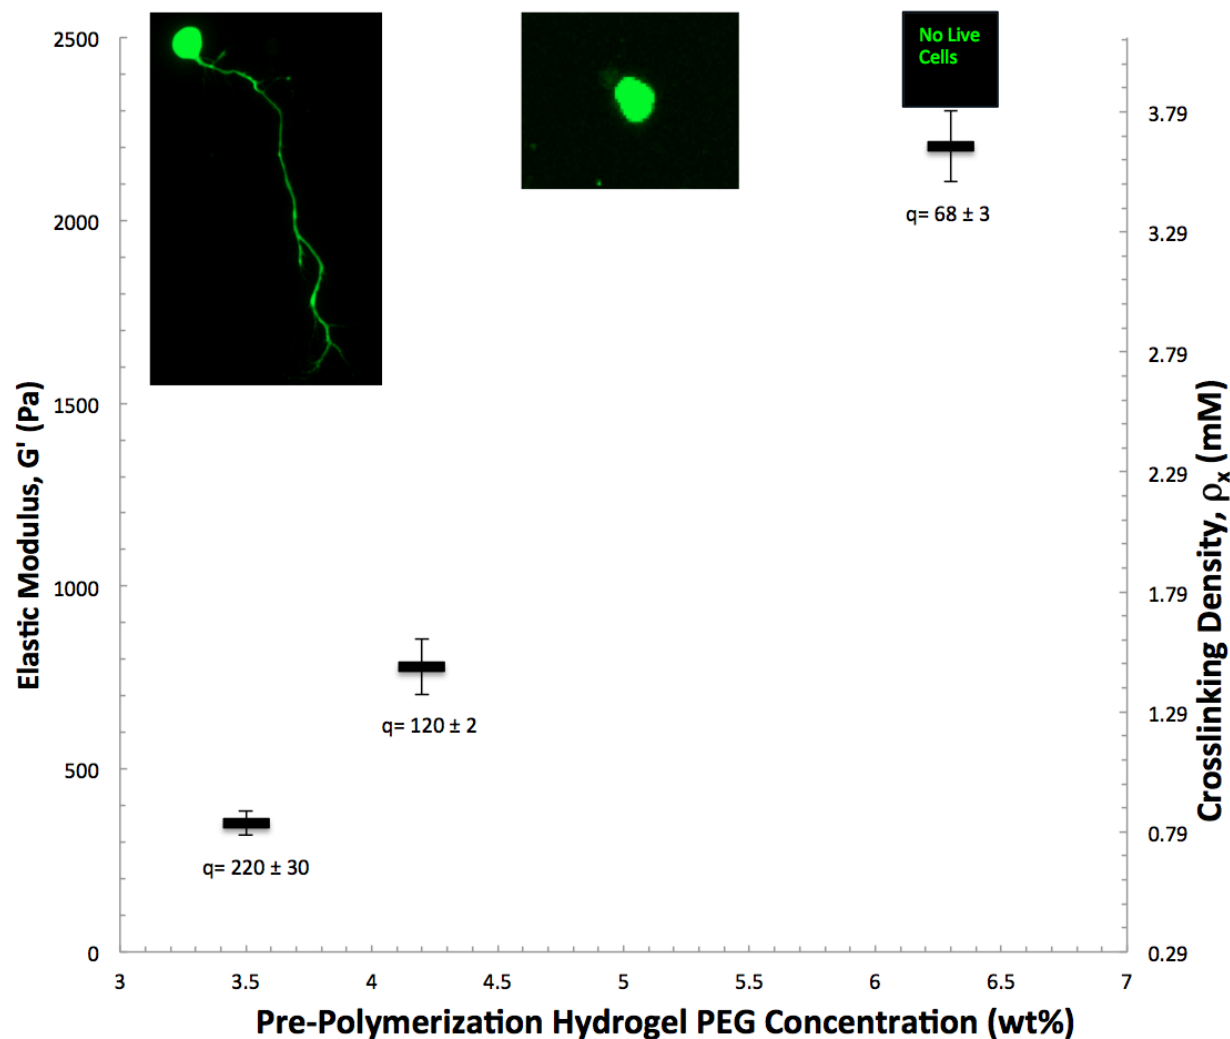 No Live
Cells
2500
2000
1500
1000
500
0
Elastic Modulus, G' (Pa)
3.79
3.29
2.79
2.29
1.79
1.29
0.79
0.29
Crosslinking Density, ρx (mM)
q= 68 ± 3
q= 120 ± 2
q= 220 ± 30
3 3.5 4 4.5 5 5.5 6 6.5 7
Pre-Polymerization Hydrogel PEG Concentration (wt%)